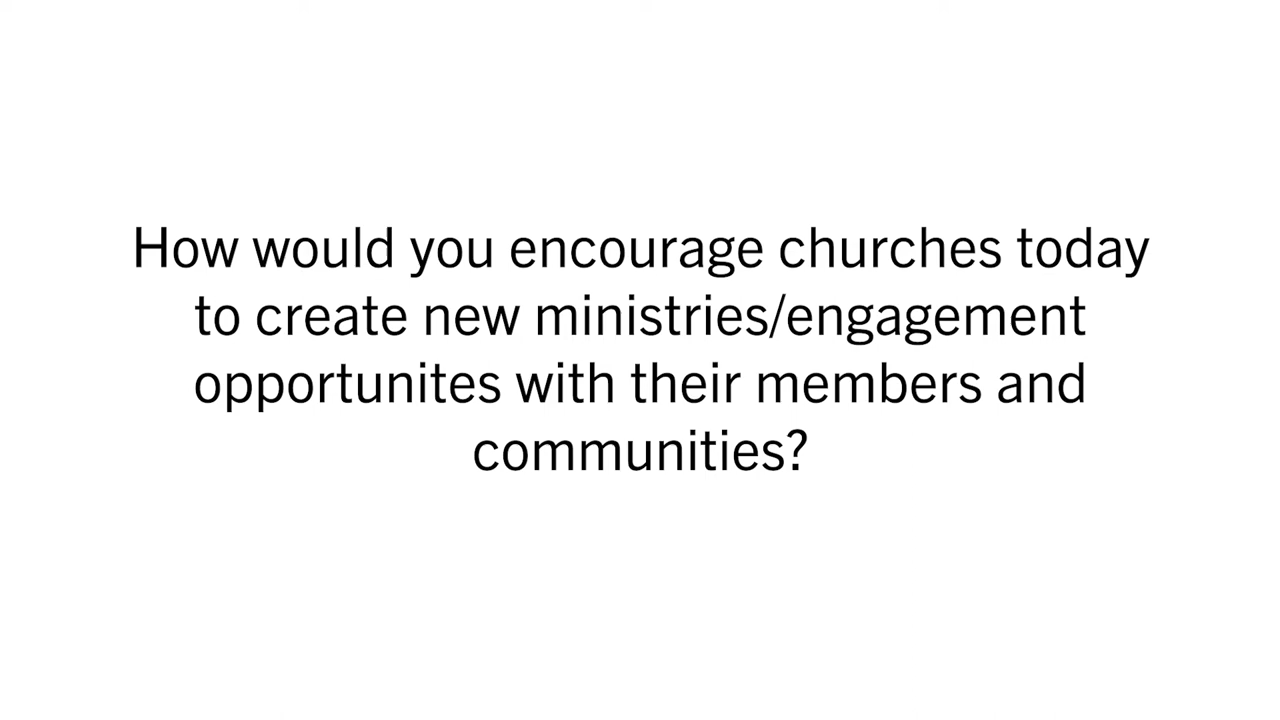 How would you encourage churches today
to create new ministries/engagement
opportunites with their members and
communities?